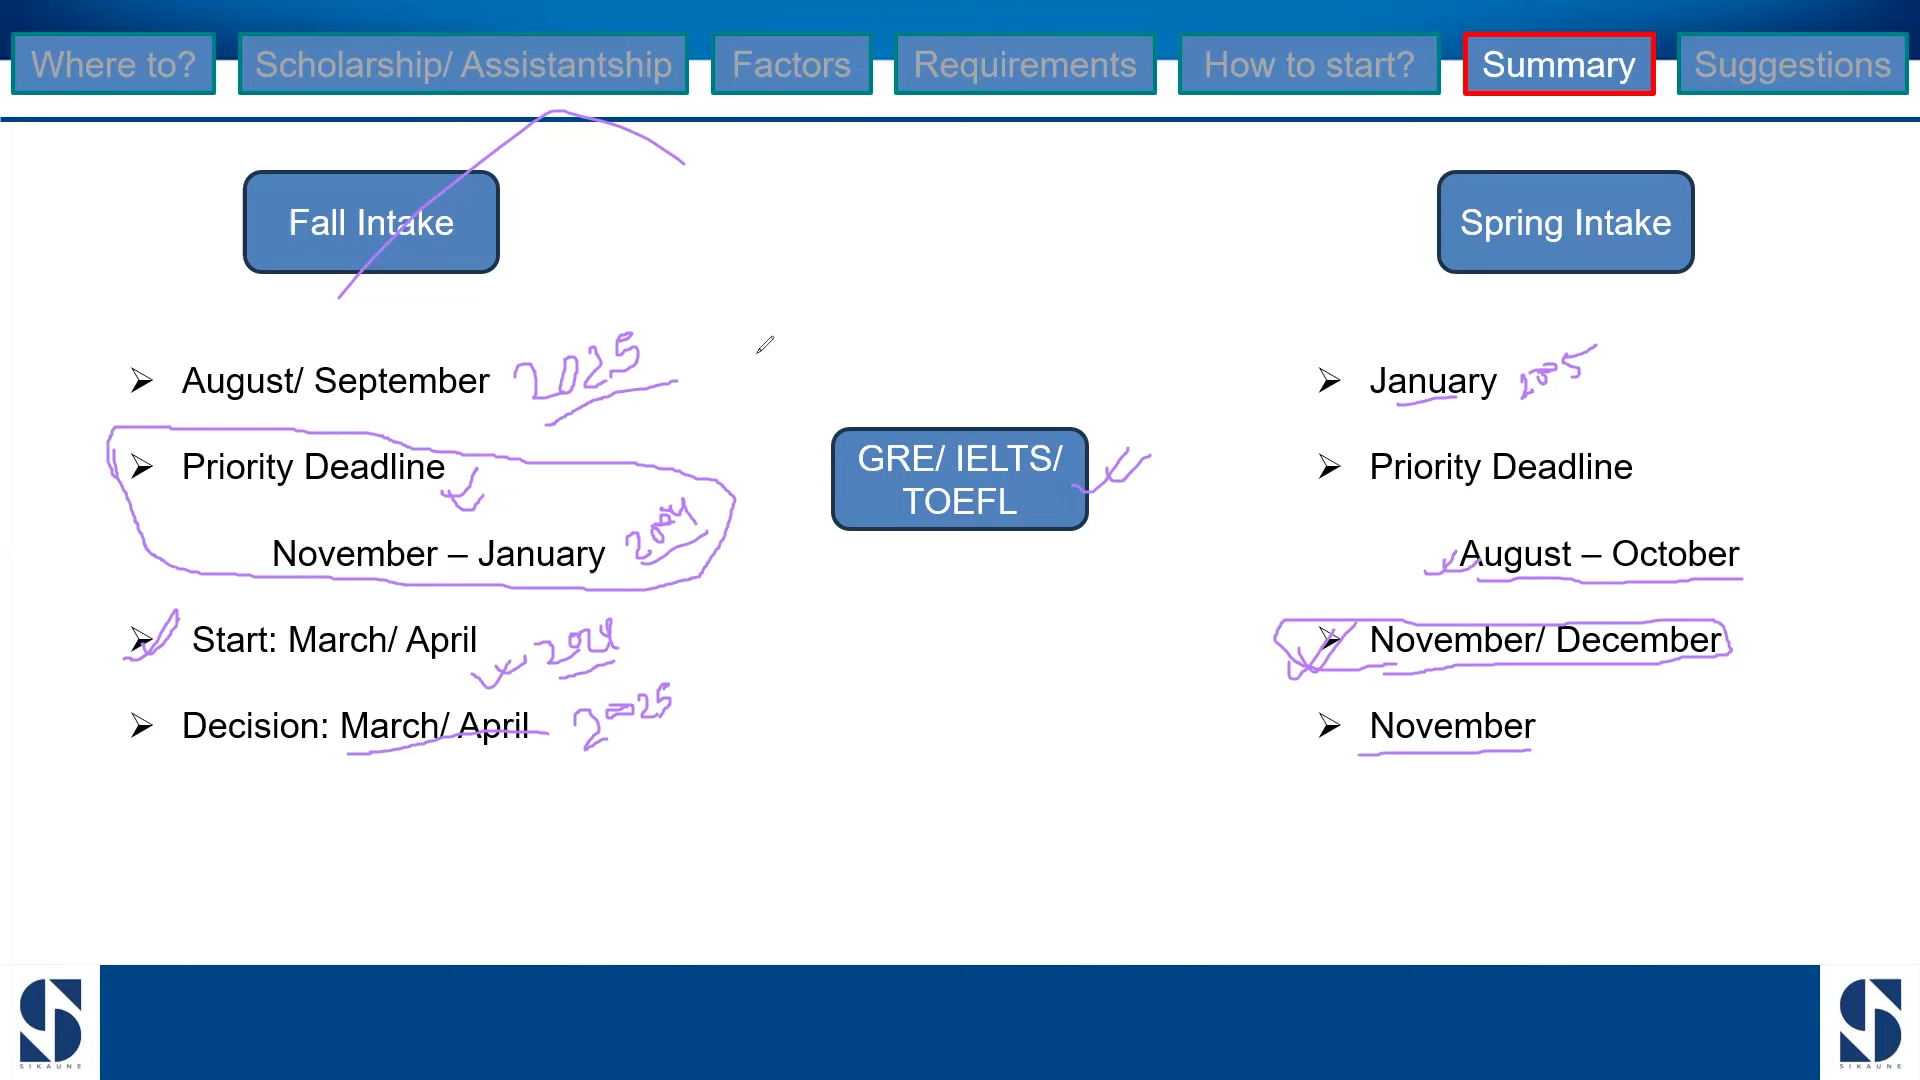 Where to?
Scholarship/ Assistantship
Factors
Requirements
How to start?
Summary
Suggestions
Fall Intake
August/ September 2025
Priority Deadline
November – January 2024
Start: March/ April 2024
Decision: March/ April 2025
GRE/ IELTS/
TOEFL
Spring Intake
January 2025
Priority Deadline
August – October
November/ December
November
SIKAUNE
SIKAUNE